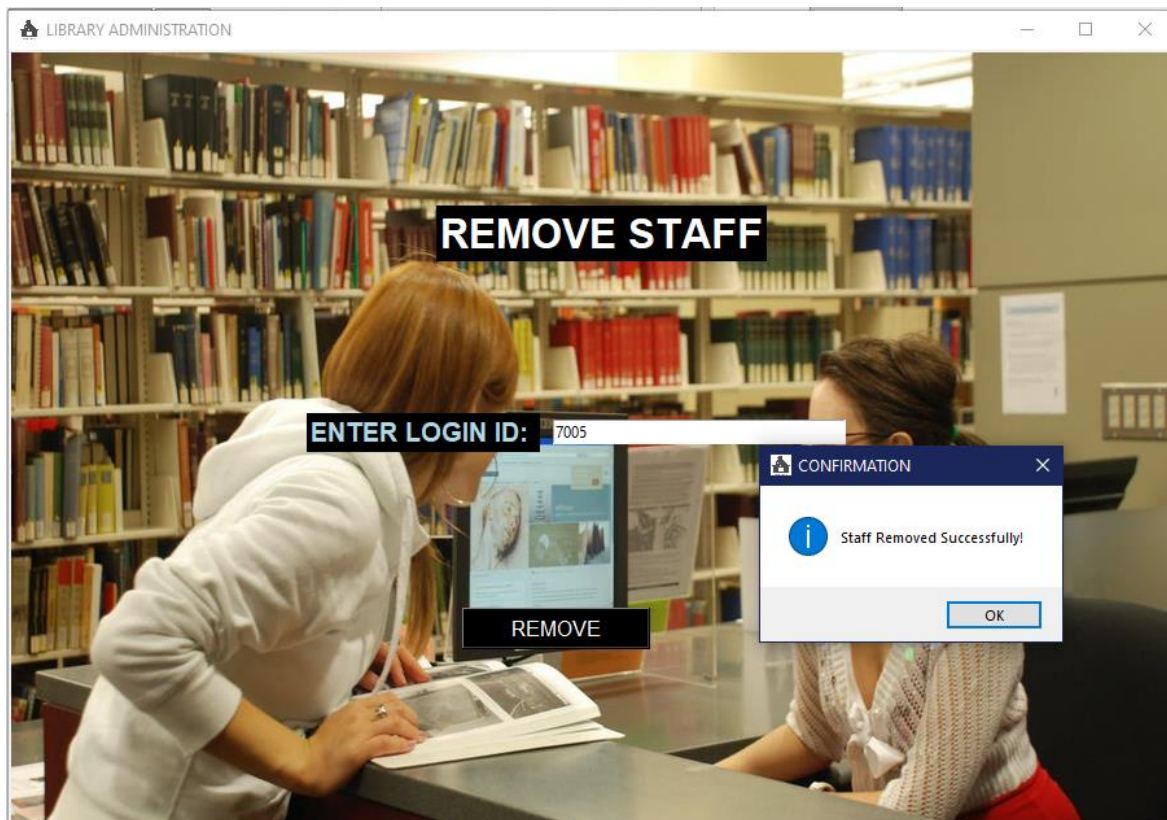 LIBRARY ADMINISTRATION
REMOVE STAFF
ENTER LOGIN ID: 7005
CONFIRMATION
Staff Removed Successfully!
OK
REMOVE